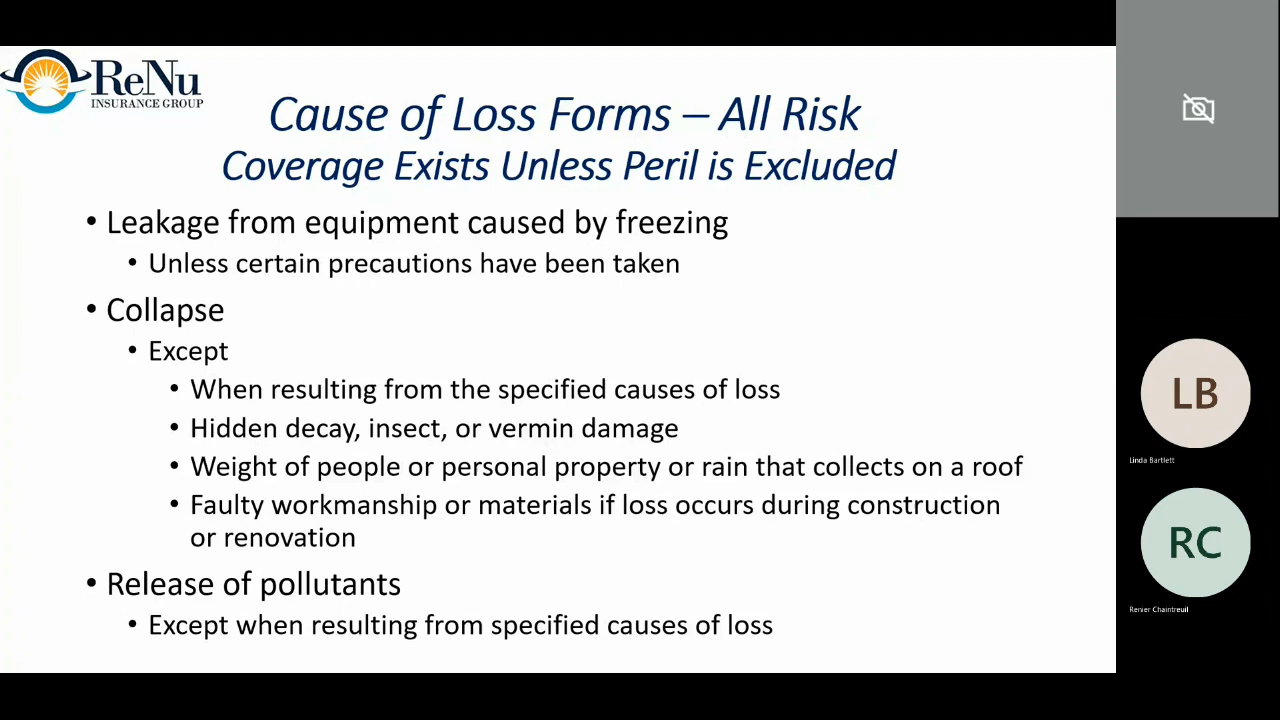 ReNu
INSURANCE GROUP
Cause of Loss Forms – All Risk
Coverage Exists Unless Peril is Excluded
• Leakage from equipment caused by freezing
• Unless certain precautions have been taken
• Collapse
• Except
• When resulting from the specified causes of loss
• Hidden decay, insect, or vermin damage
• Weight of people or personal property or rain that collects on a roof
• Faulty workmanship or materials if loss occurs during construction
or renovation
• Release of pollutants
• Except when resulting from specified causes of loss
LB
Linda Bartlett
RC
Renier Chaintreuil